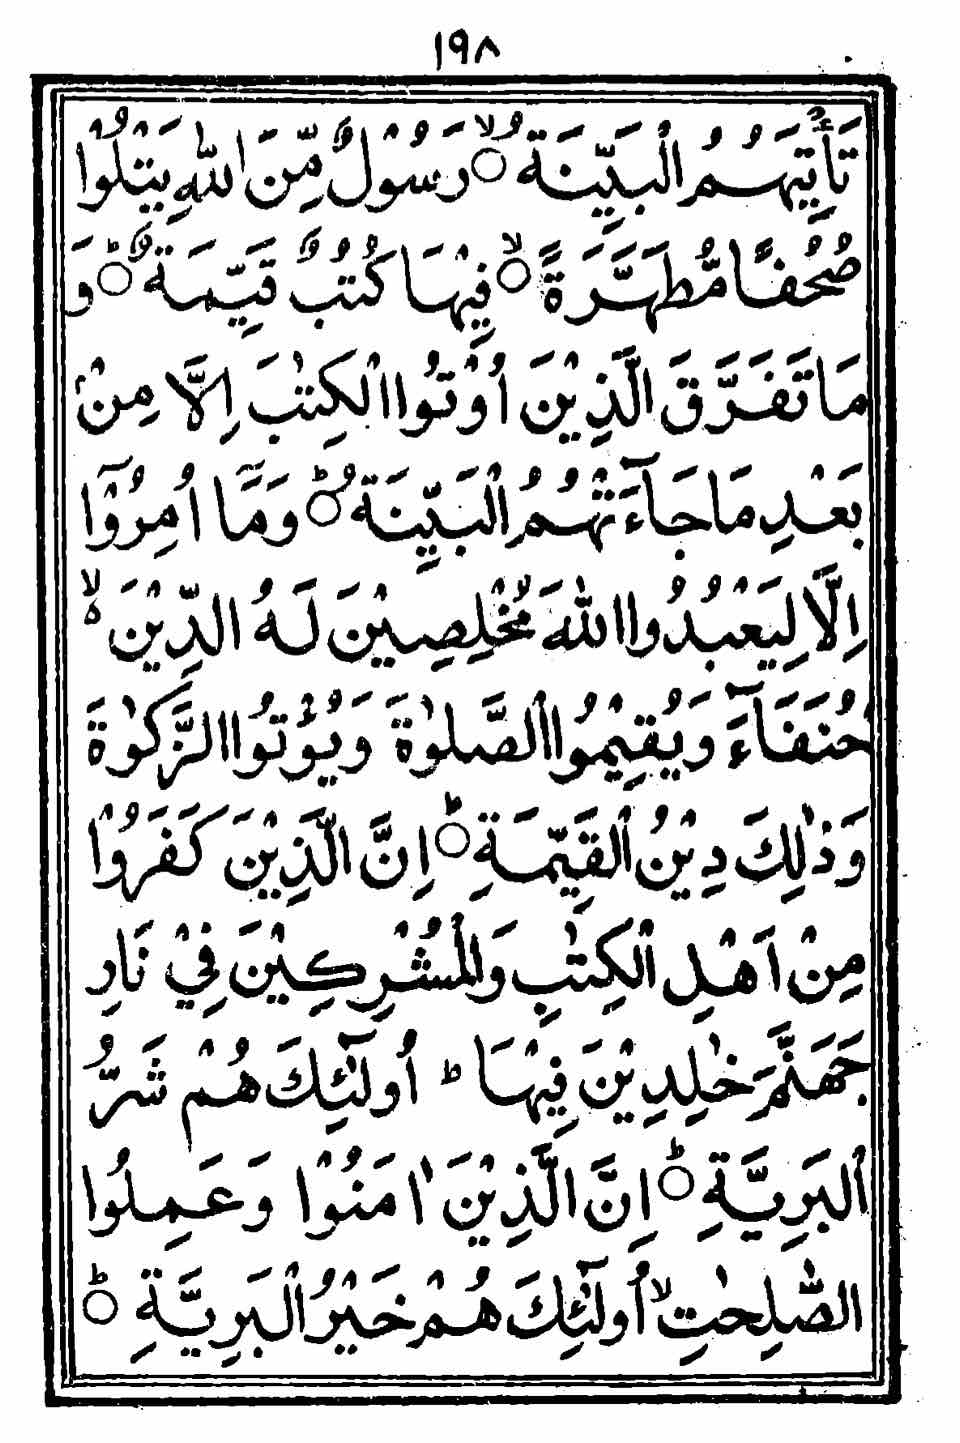 ١٩٨
تَأْتِيَهُمُ الْبَيِّنَةُ ۙ○ رَسُوْلٌ مِّنَ اللّٰهِ يَتْلُوْا
صُحُفًا مُّطَهَّرَةً ۙ○ فِيْهَا كُتُبٌ قَيِّمَةٌ ؕ○ وَ
مَا تَفَرَّقَ الَّذِيْنَ اُوْتُوا الْكِتٰبَ اِلَّا مِنْۢ
بَعْدِ مَا جَآءَتْهُمُ الْبَيِّنَةُ ؕ○ وَمَآ اُمِرُوْٓا
اِلَّا لِيَعْبُدُوا اللّٰهَ مُخْلِصِيْنَ لَهُ الدِّيْنَ ۙ۬
حُنَفَآءَ وَيُقِيْمُوا الصَّلٰوةَ وَيُؤْتُوا الزَّكٰوةَ
وَذٰلِكَ دِيْنُ الْقَيِّمَةِ ؕ○ اِنَّ الَّذِيْنَ كَفَرُوْا
مِنْ اَهْلِ الْكِتٰبِ وَالْمُشْرِكِيْنَ فِيْ نَارِ
جَهَنَّمَ خٰلِدِيْنَ فِيْهَا ؕ اُولٰٓئِكَ هُمْ شَرُّ
الْبَرِيَّةِ ؕ○ اِنَّ الَّذِيْنَ اٰمَنُوْا وَعَمِلُوا
الصّٰلِحٰتِ ۙ اُولٰٓئِكَ هُمْ خَيْرُ الْبَرِيَّةِ ؕ○